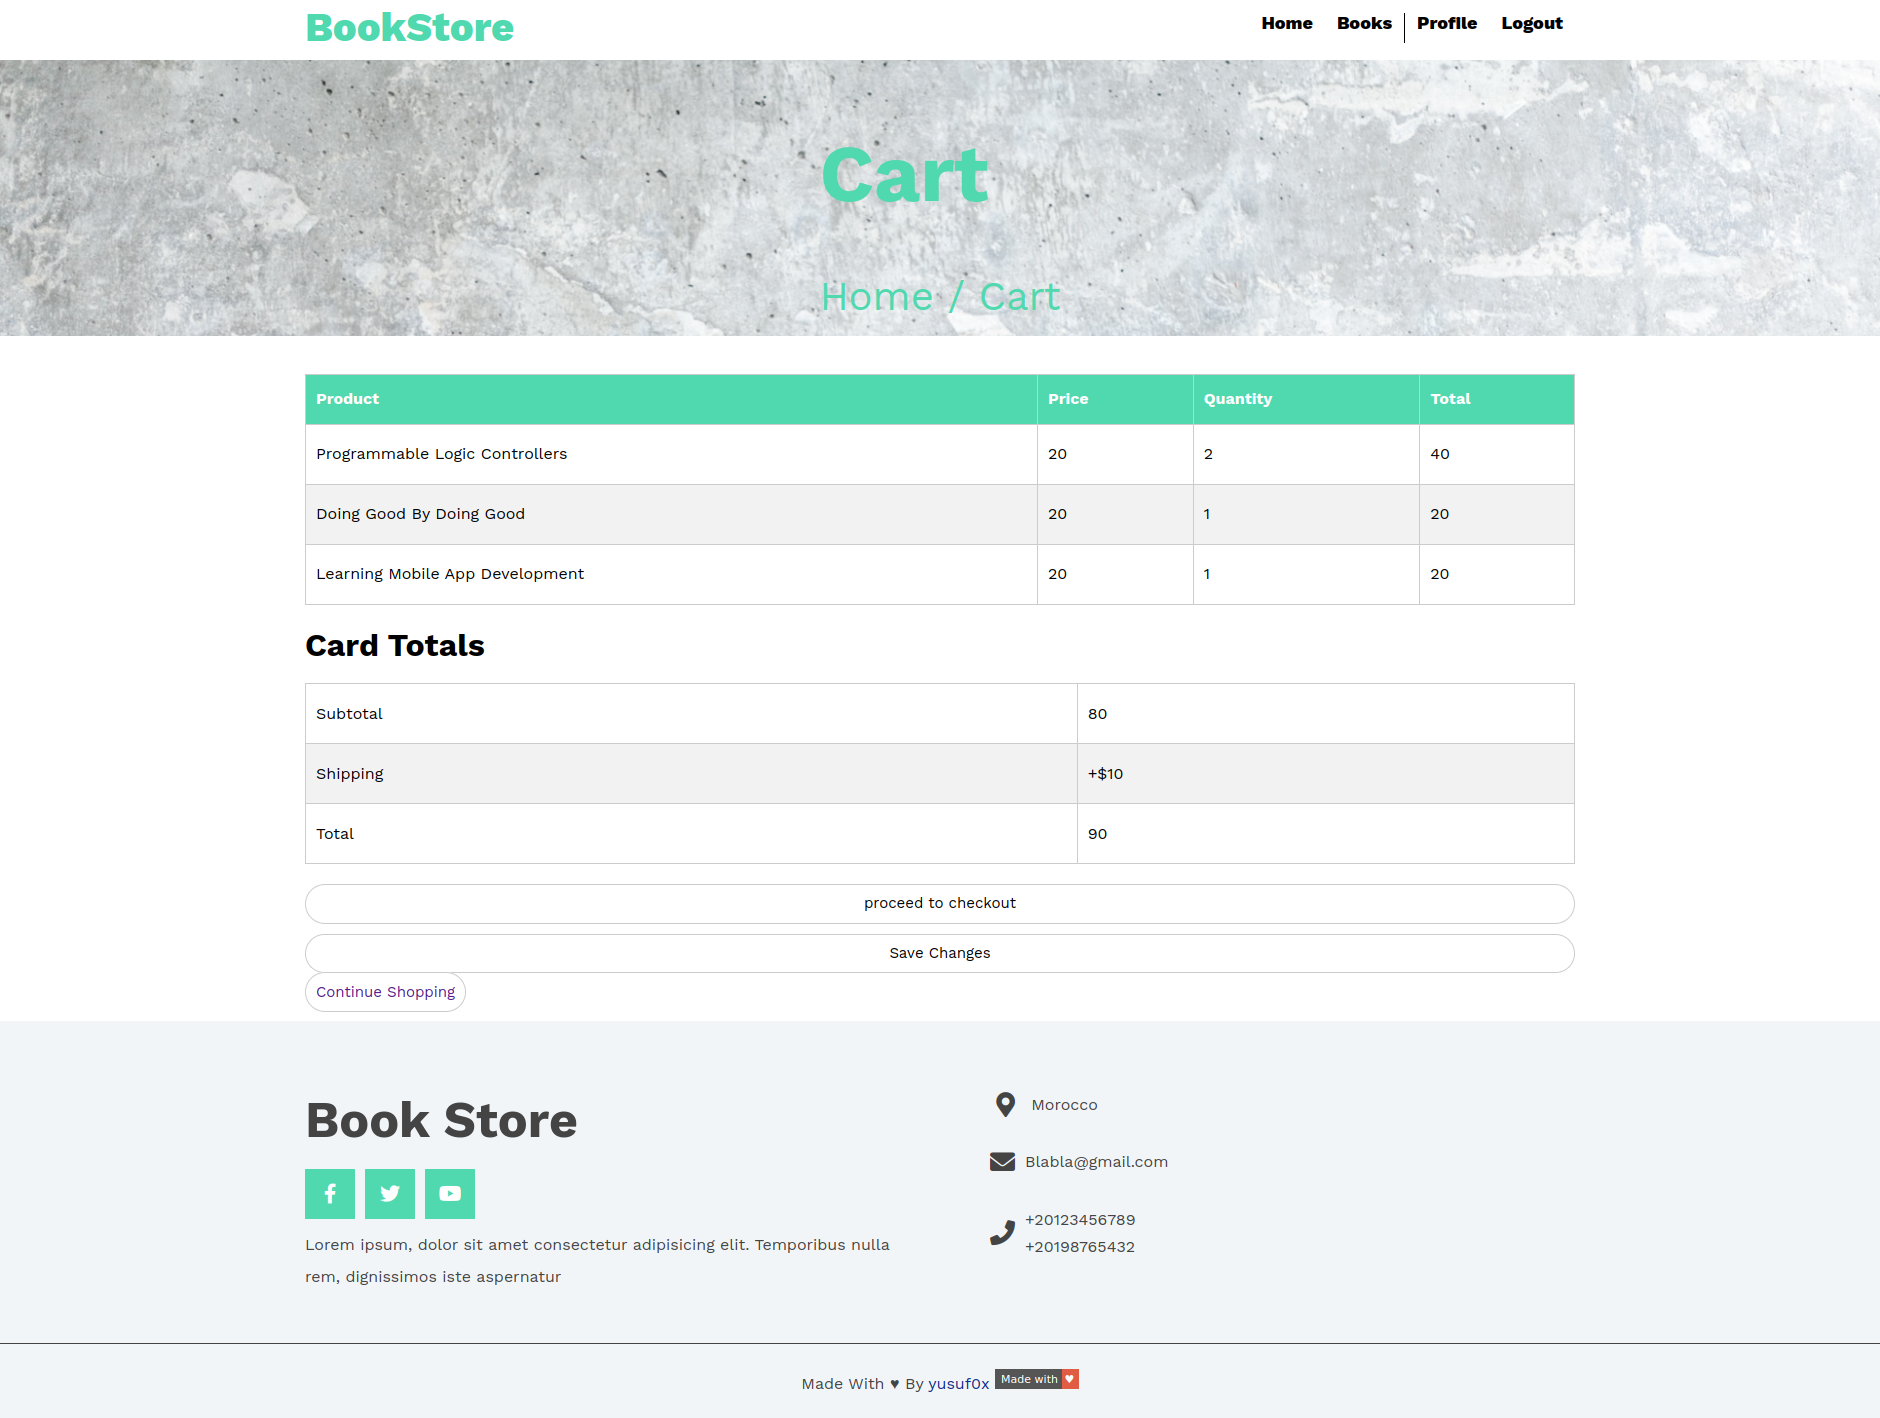 BookStore
Home Books Profile Logout
Cart
Home / Cart
Product Price Quantity Total
Programmable Logic Controllers 20 2 40
Doing Good By Doing Good 20 1 20
Learning Mobile App Development 20 1 20
Card Totals
Subtotal 80
Shipping +$10
Total 90
proceed to checkout
Save Changes
Continue Shopping
Book Store
Lorem ipsum, dolor sit amet consectetur adipisicing elit. Temporibus nulla
rem, dignissimos iste aspernatur
Morocco
Blabla@gmail.com
+20123456789
+20198765432
Made With ♥ By yusuf0x Made with ♥